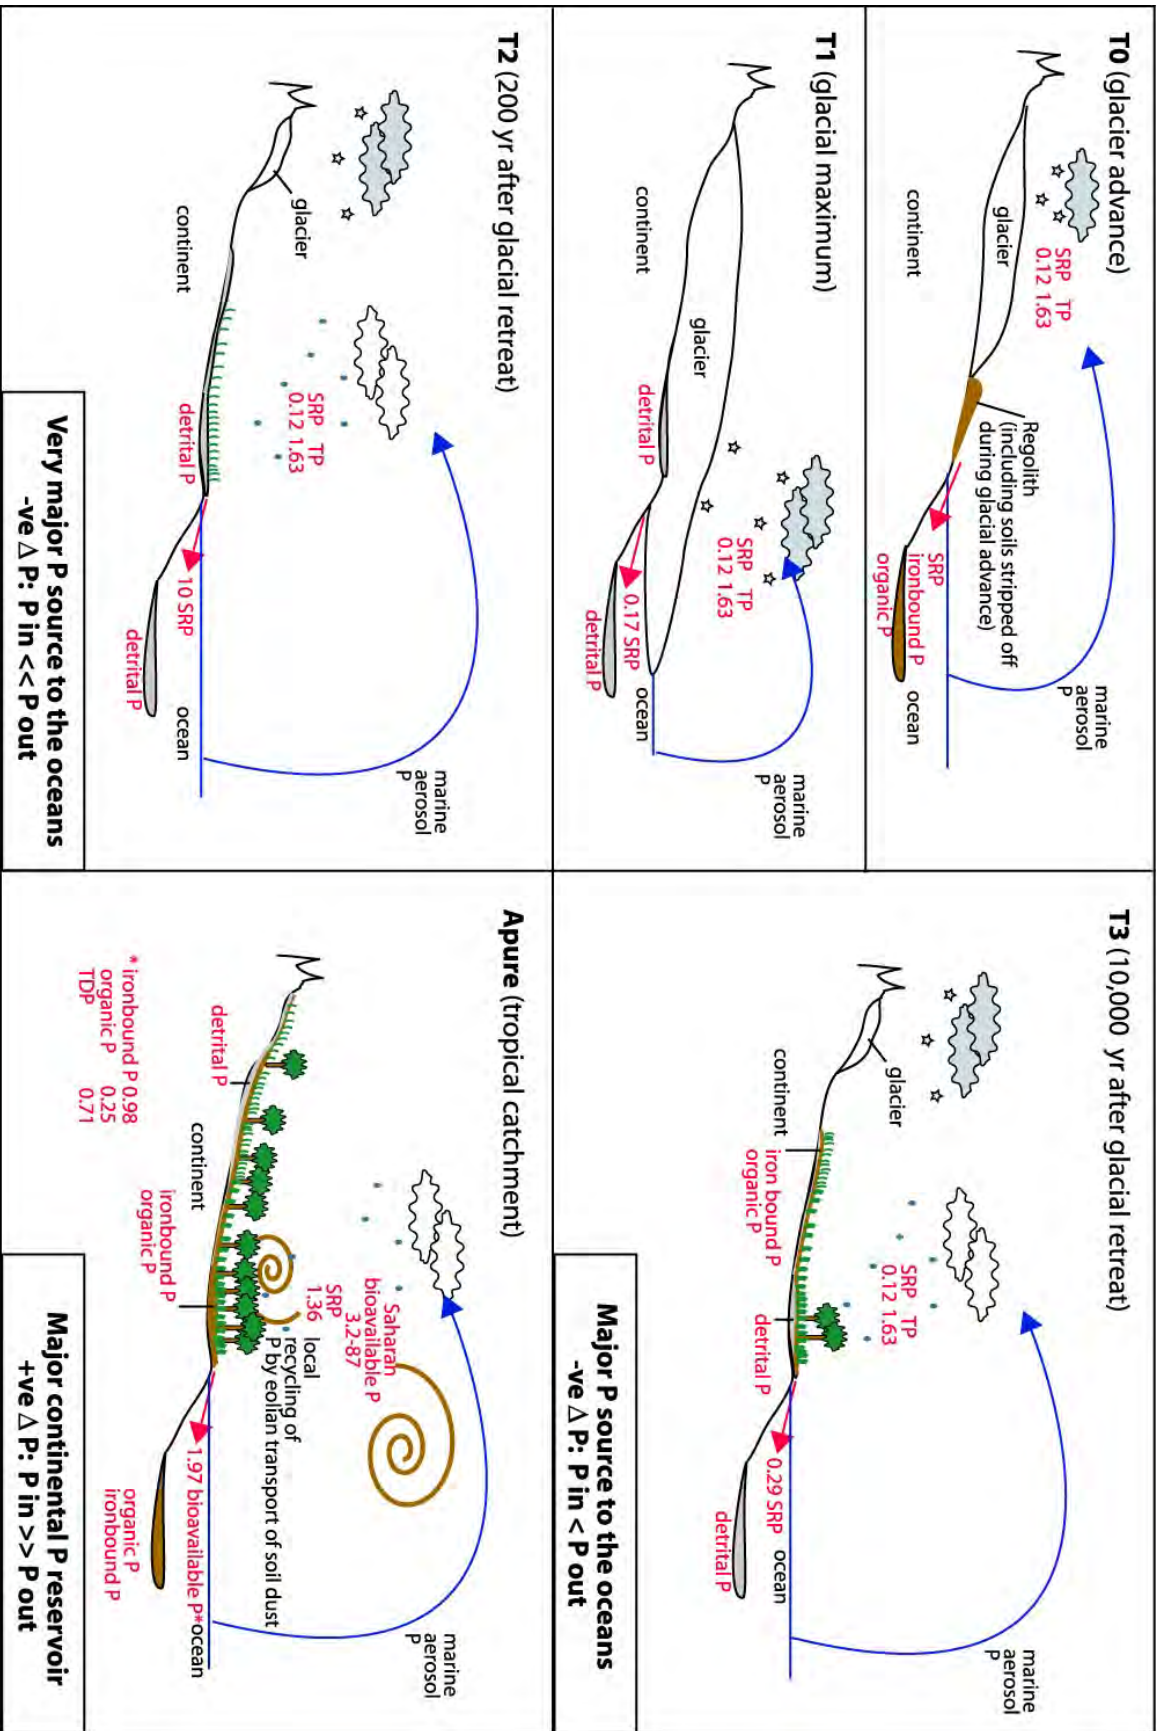 T0 (glacier advance)
SRP TP
0.12 1.63
glacier
continent
Regolith
(including soils stripped off
during glacial advance)
SRP
ironbound P
organic P
ocean
marine
aerosol
P
T1 (glacial maximum)
continent
glacier
detrital P
SRP TP
0.12 1.63
0.17 SRP
detrital P
ocean
marine
aerosol
P
T2 (200 yr after glacial retreat)
glacier
continent
SRP TP
0.12 1.63
detrital P
10 SRP
detrital P
ocean
marine
aerosol
P
Very major P source to the oceans
-ve Δ P: P in << P out
T3 (10,000 yr after glacial retreat)
glacier
continent
iron bound P
organic P
SRP TP
0.12 1.63
detrital P
0.29 SRP
detrital P
ocean
marine
aerosol
P
Major P source to the oceans
-ve Δ P: P in < P out
Apure (tropical catchment)
detrital P
continent
ironbound P
organic P
Saharan
bioavailable P
3.2-87
SRP
1.36
local
recycling of
P by eolian transport of soil dust
1.97 bioavailable P*
ocean
organic P
ironbound P
marine
aerosol
P
* ironbound P 0.98
organic P 0.25
TDP 0.71
Major continental P reservoir
+ve Δ P: P in >> P out